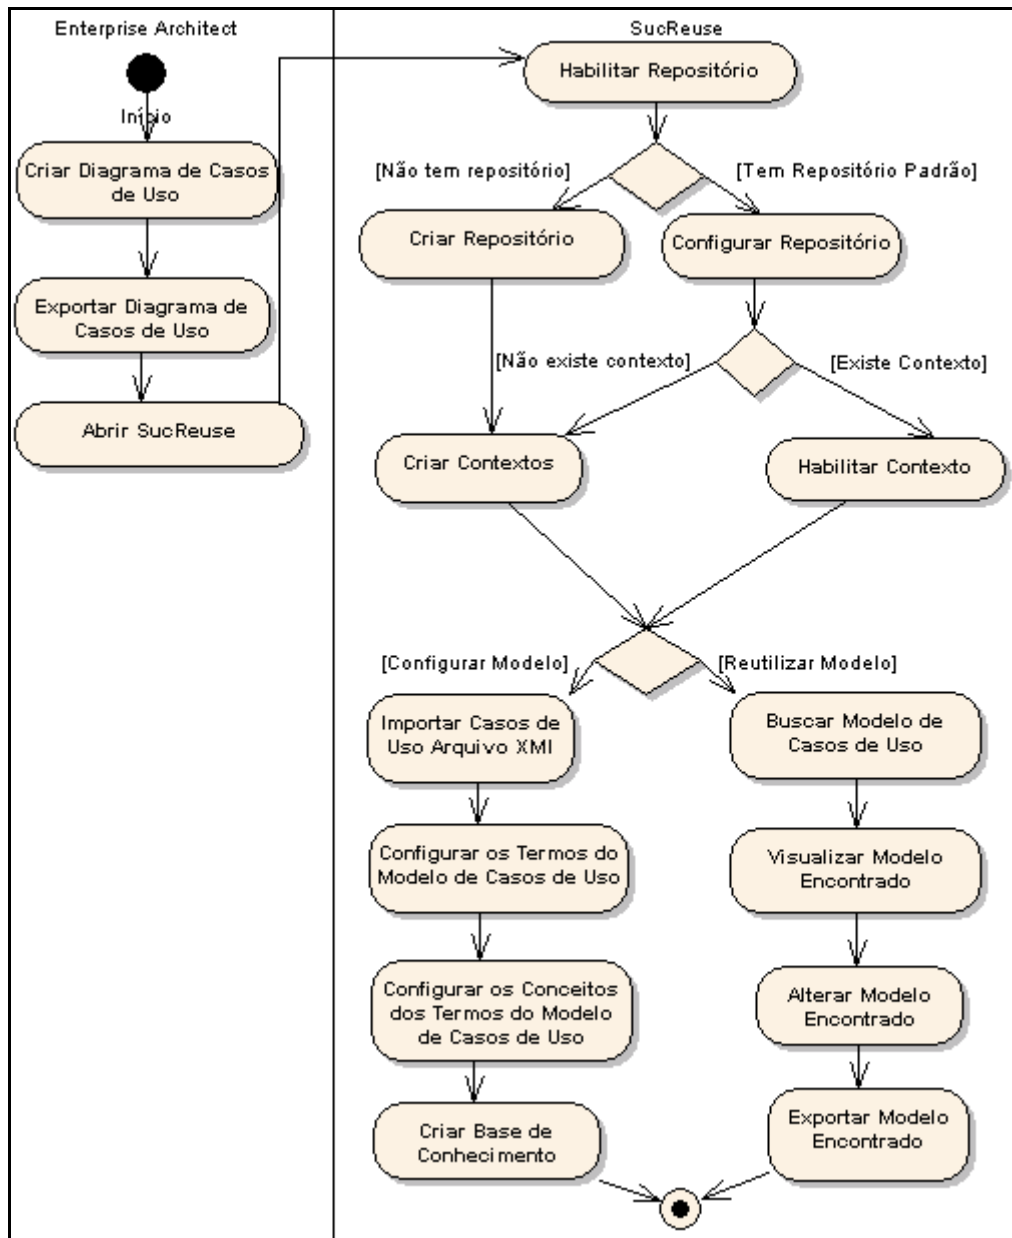 Enterprise Architect
Início
Criar Diagrama de Casos
de Uso
Exportar Diagrama de
Casos de Uso
Abrir SucReuse
SucReuse
Habilitar Repositório
[Não tem repositório]
[Tem Repositório Padrão]
Criar Repositório
Configurar Repositório
[Não existe contexto]
[Existe Contexto]
Criar Contextos
Habilitar Contexto
[Configurar Modelo]
[Reutilizar Modelo]
Importar Casos de
Uso Arquivo XMI
Buscar Modelo de
Casos de Uso
Configurar os Termos do
Modelo de Casos de Uso
Visualizar Modelo
Encontrado
Configurar os Conceitos
dos Termos do Modelo
de Casos de Uso
Alterar Modelo
Encontrado
Criar Base de
Conhecimento
Exportar Modelo
Encontrado